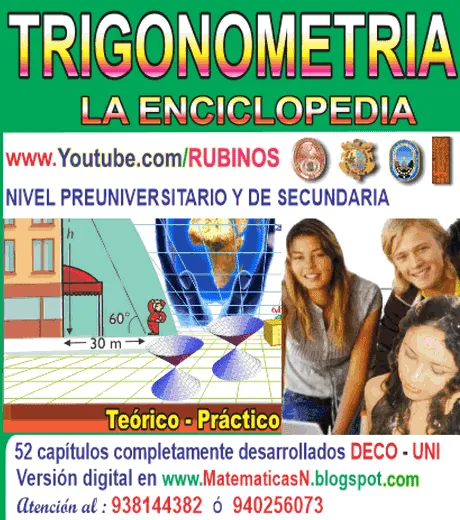 TRIGONOMETRIA
LA ENCICLOPEDIA
www.Youtube.com/RUBINOS
NIVEL PREUNIVERSITARIO Y DE SECUNDARIA
h
60°
30 m
Teórico - Práctico
52 capítulos completamente desarrollados DECO - UNI
Versión digital en www.MatematicasN.blogspot.com
Atención al : 938144382 ó 940256073